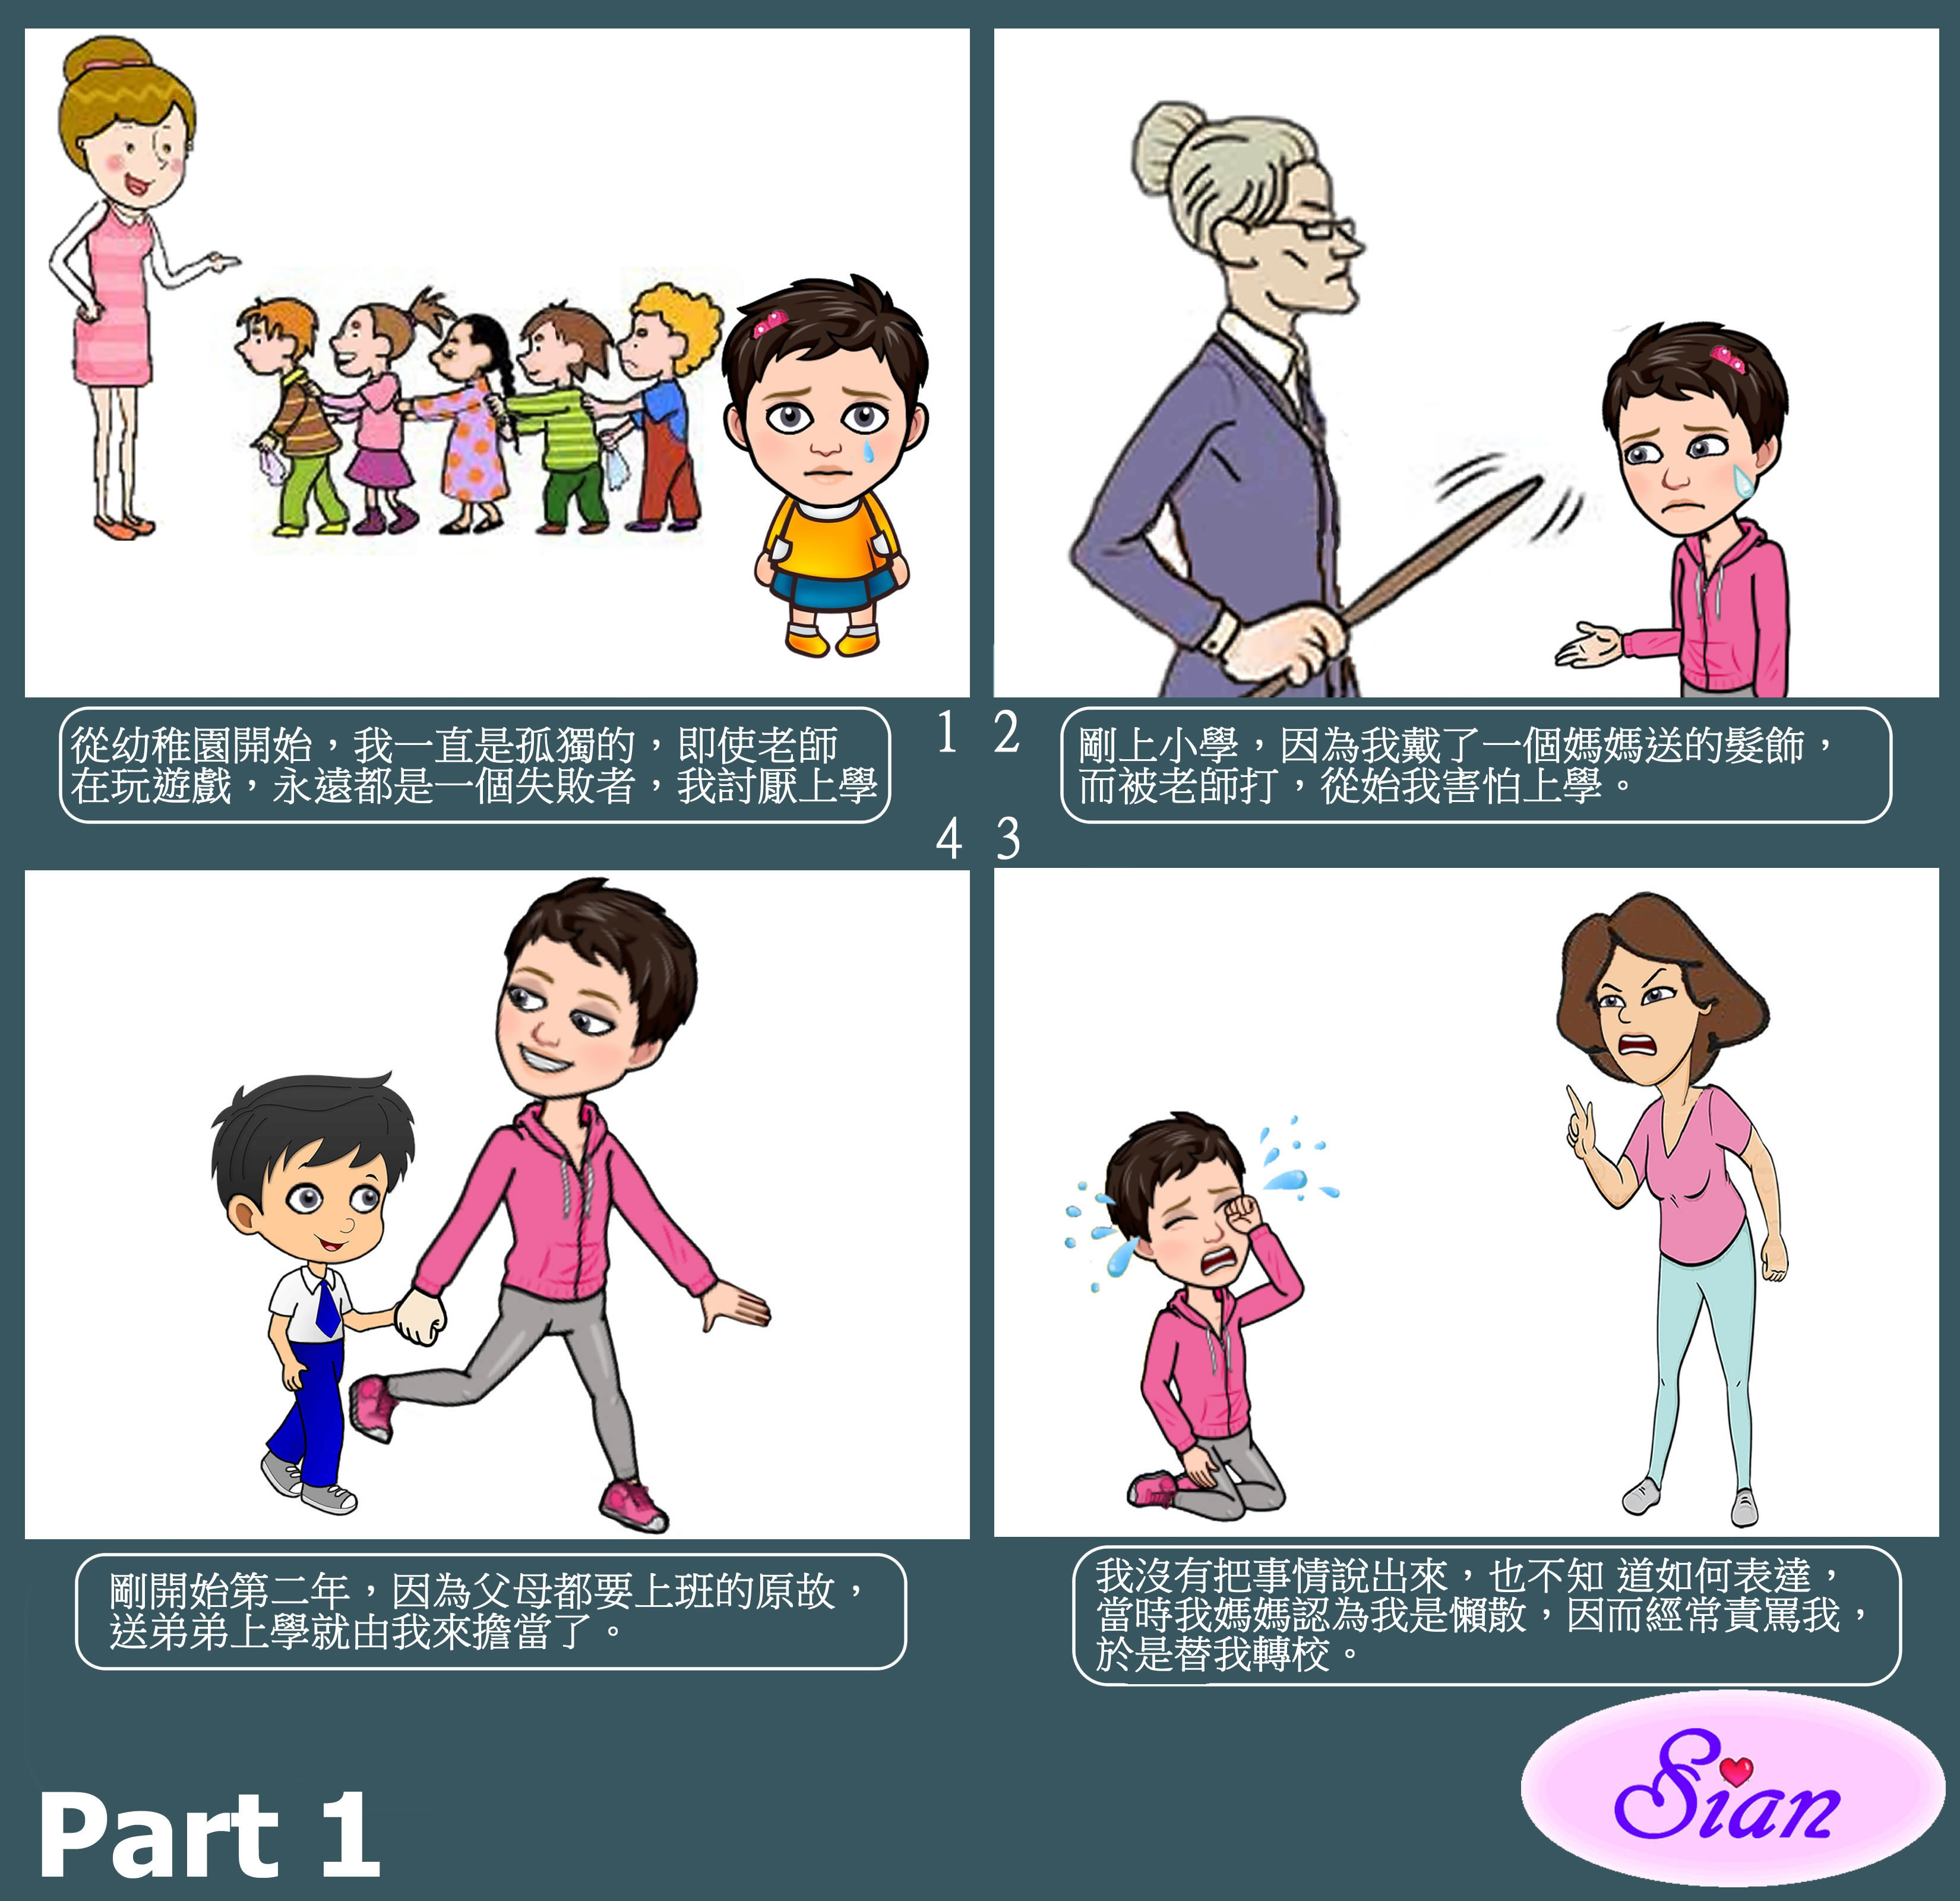 從幼稚園開始，我一直是孤獨的，即使老師
在玩遊戲，永遠都是一個失敗者，我討厭上學
1 2
剛上小學，因為我戴了一個媽媽送的髮飾，
而被老師打，從始我害怕上學。
4 3
我沒有把事情說出來，也不知 道如何表達，
當時我媽媽認為我是懶散，因而經常責罵我，
於是替我轉校。
剛開始第二年，因為父母都要上班的原故，
送弟弟上學就由我來擔當了。
Part 1
Sian